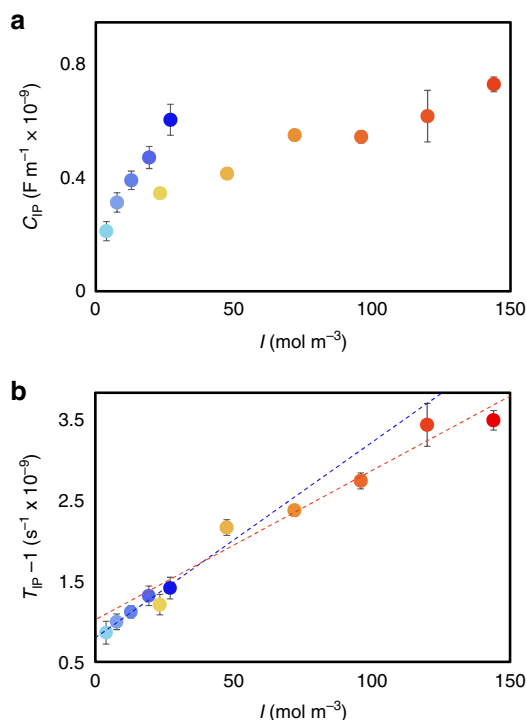 a
0.8
0.4
0
C_IP (F m⁻¹ × 10⁻⁹)
0 50 100 150
I (mol m⁻³)
b
3.5
2.5
1.5
0.5
T_IP –1 (s⁻¹ x 10⁻⁹)
0 50 100 150
I (mol m⁻³)